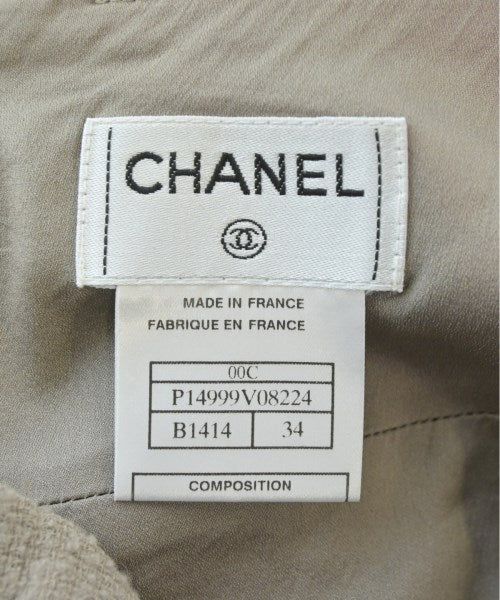 CHANEL
MADE IN FRANCE
FABRIQUE EN FRANCE
00C
P14999V08224
B1414 34
COMPOSITION